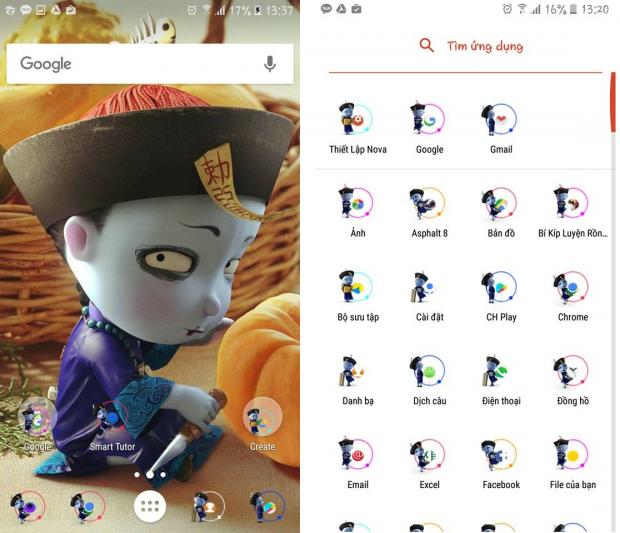 17% 13:37
Google
勅令
Google
Smart Tutor
Create
16% 13:20
Tìm ứng dụng
Thiết Lập Nova
Google
Gmail
Ảnh
Asphalt 8
Bản đồ
Bí Kíp Luyện Rồn...
Bộ sưu tập
Cài đặt
CH Play
Chrome
Danh bạ
Dịch câu
Điện thoại
Đồng hồ
Email
Excel
Facebook
File của bạn